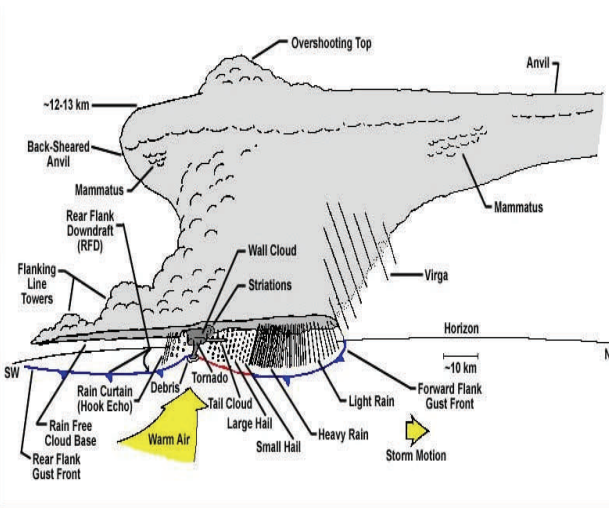 Overshooting Top
Anvil
~12-13 km
Back-Sheared
Anvil
Mammatus
Mammatus
Rear Flank
Downdraft
(RFD)
Wall Cloud
Flanking
Line
Towers
Striations
Virga
Horizon
N
SW
~10 km
Rain Curtain
(Hook Echo)
Debris
Tornado
Tail Cloud
Light Rain
Forward Flank
Gust Front
Rain Free
Cloud Base
Large Hail
Warm Air
Heavy Rain
Small Hail
Storm Motion
Rear Flank
Gust Front